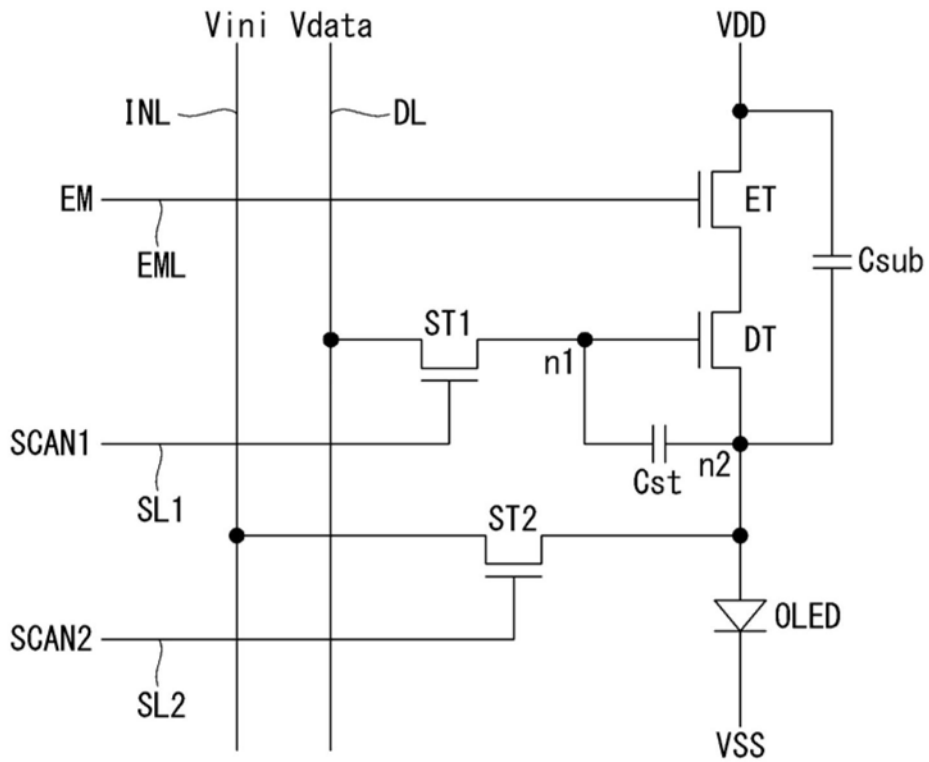 Vini Vdata VDD
INL DL
EM ET
EML Csub
ST1 DT
n1
SCAN1 n2
Cst
SL1
ST2
OLED
SCAN2
SL2
VSS